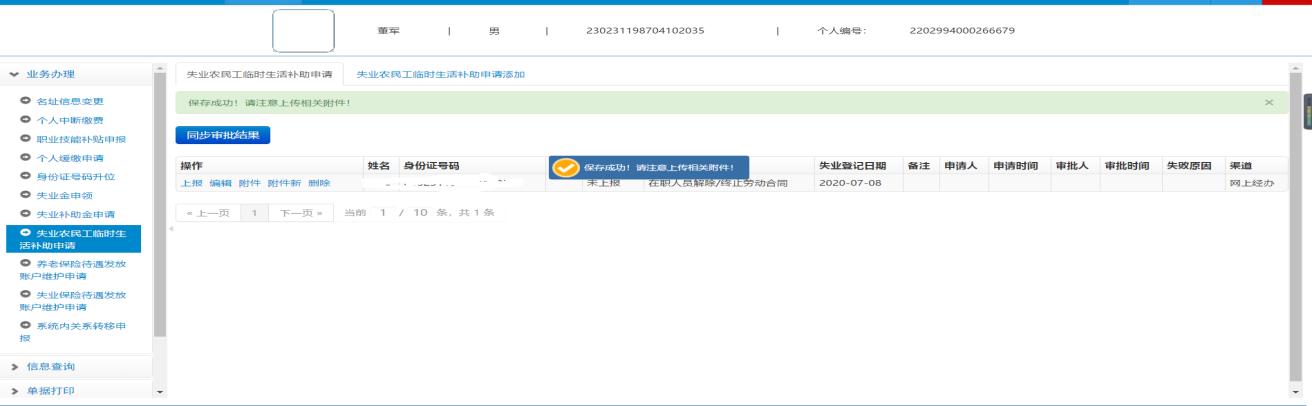 董军 | 男 | 230231198704102035 | 个人编号： 2202994000266679
业务办理
名址信息变更
个人中断缴费
职业技能补贴申报
个人缓缴申请
身份证号码升位
失业金申领
失业补助金申请
失业农民工临时生
活补助申请
养老保险待遇发放
账户维护申请
失业保险待遇发放
账户维护申请
系统内关系转移申
报
信息查询
单据打印
失业农民工临时生活补助申请 失业农民工临时生活补助申请添加
保存成功！请注意上传相关附件！ ×
同步审批结果
保存成功！请注意上传相关附件！
操作 姓名 身份证号码 失业登记日期 备注 申请人 申请时间 审批人 审批时间 失败原因 渠道
上报 编辑 附件 附件新 删除 未上报 在职人员解除/终止劳动合同 2020-07-08 网上经办
« 上一页 1 下一页 » 当前 1 / 10 条, 共 1 条